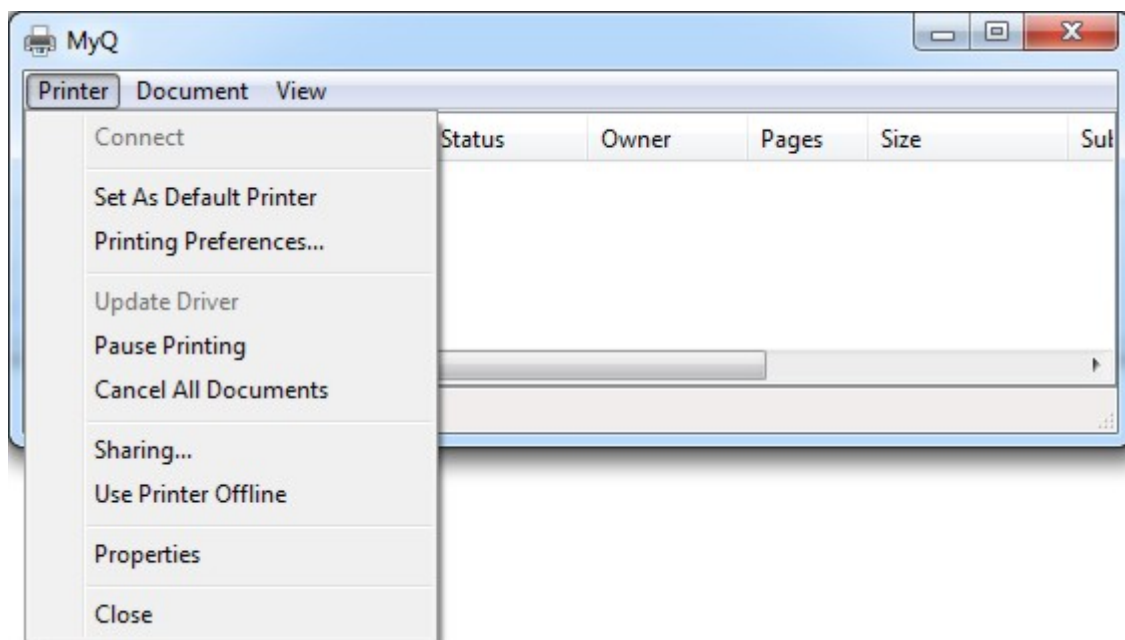 MyQ
Printer Document View
Status Owner Pages Size
Connect
Set As Default Printer
Printing Preferences...
Update Driver
Pause Printing
Cancel All Documents
Sharing...
Use Printer Offline
Properties
Close